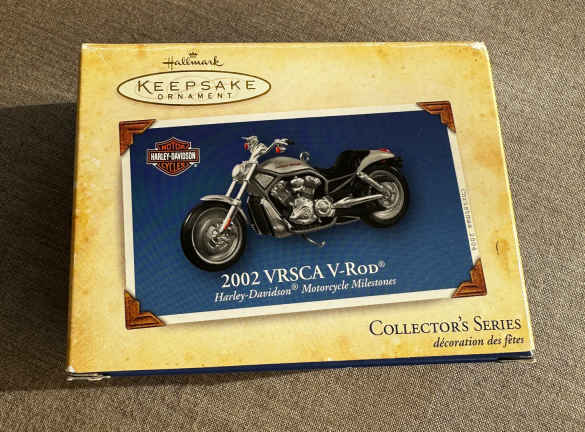 Hallmark
KEEPSAKE
ORNAMENT
MOTOR
HARLEY-DAVIDSON
CYCLES
2002 VRSCA V-ROD®
Harley-Davidson® Motorcycle Milestones
COLLECTOR'S SERIES
décoration des fêtes